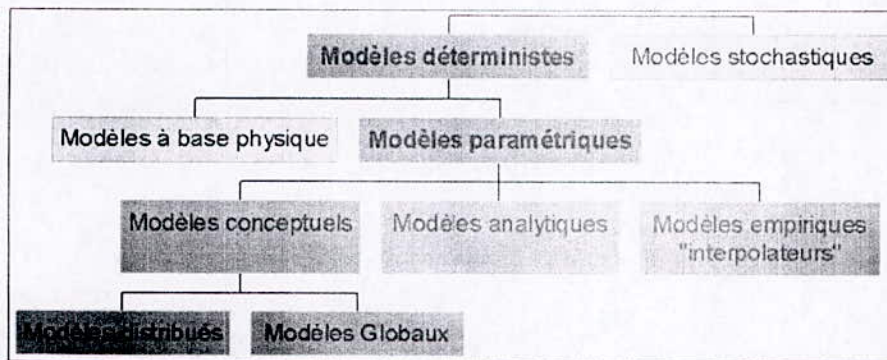 Modèles déterministes
Modèles stochastiques
Modèles à base physique
Modèles paramétriques
Modèles conceptuels
Modèles analytiques
Modèles empiriques
"interpolateurs"
Modèles distribués
Modèles Globaux